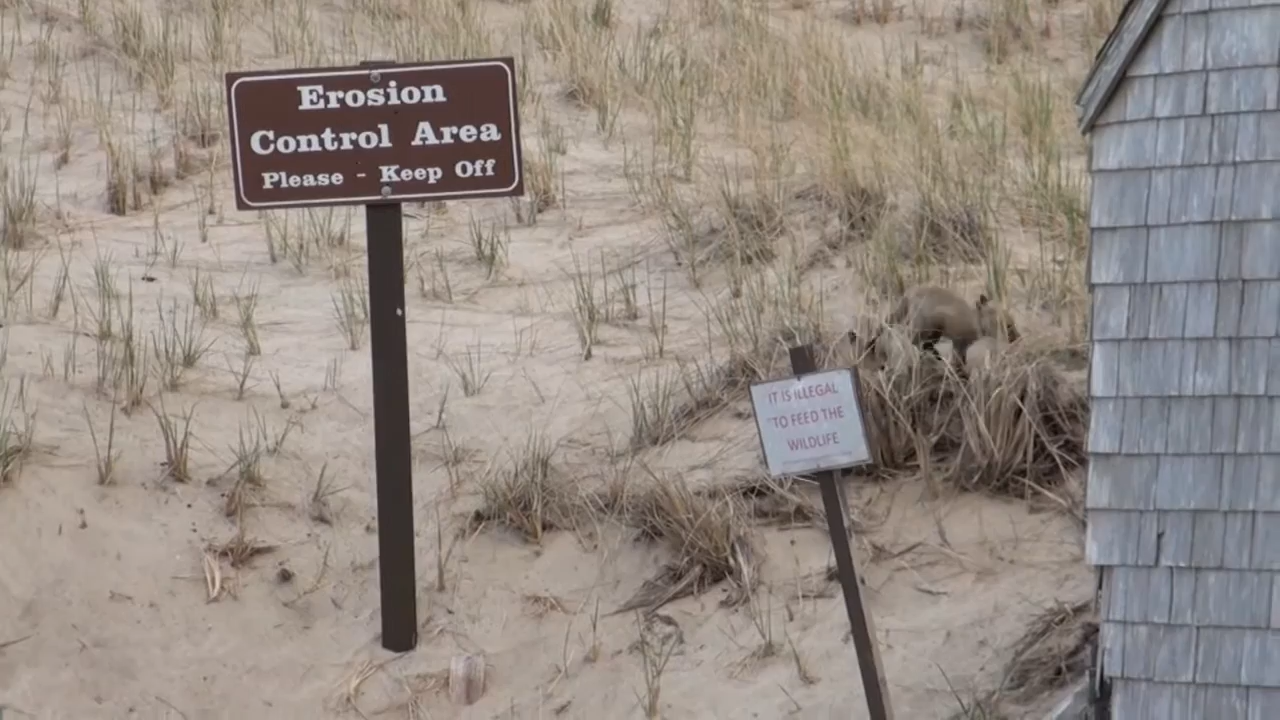 Erosion
Control Area
Please - Keep Off
IT IS ILLEGAL
TO FEED THE
WILDLIFE